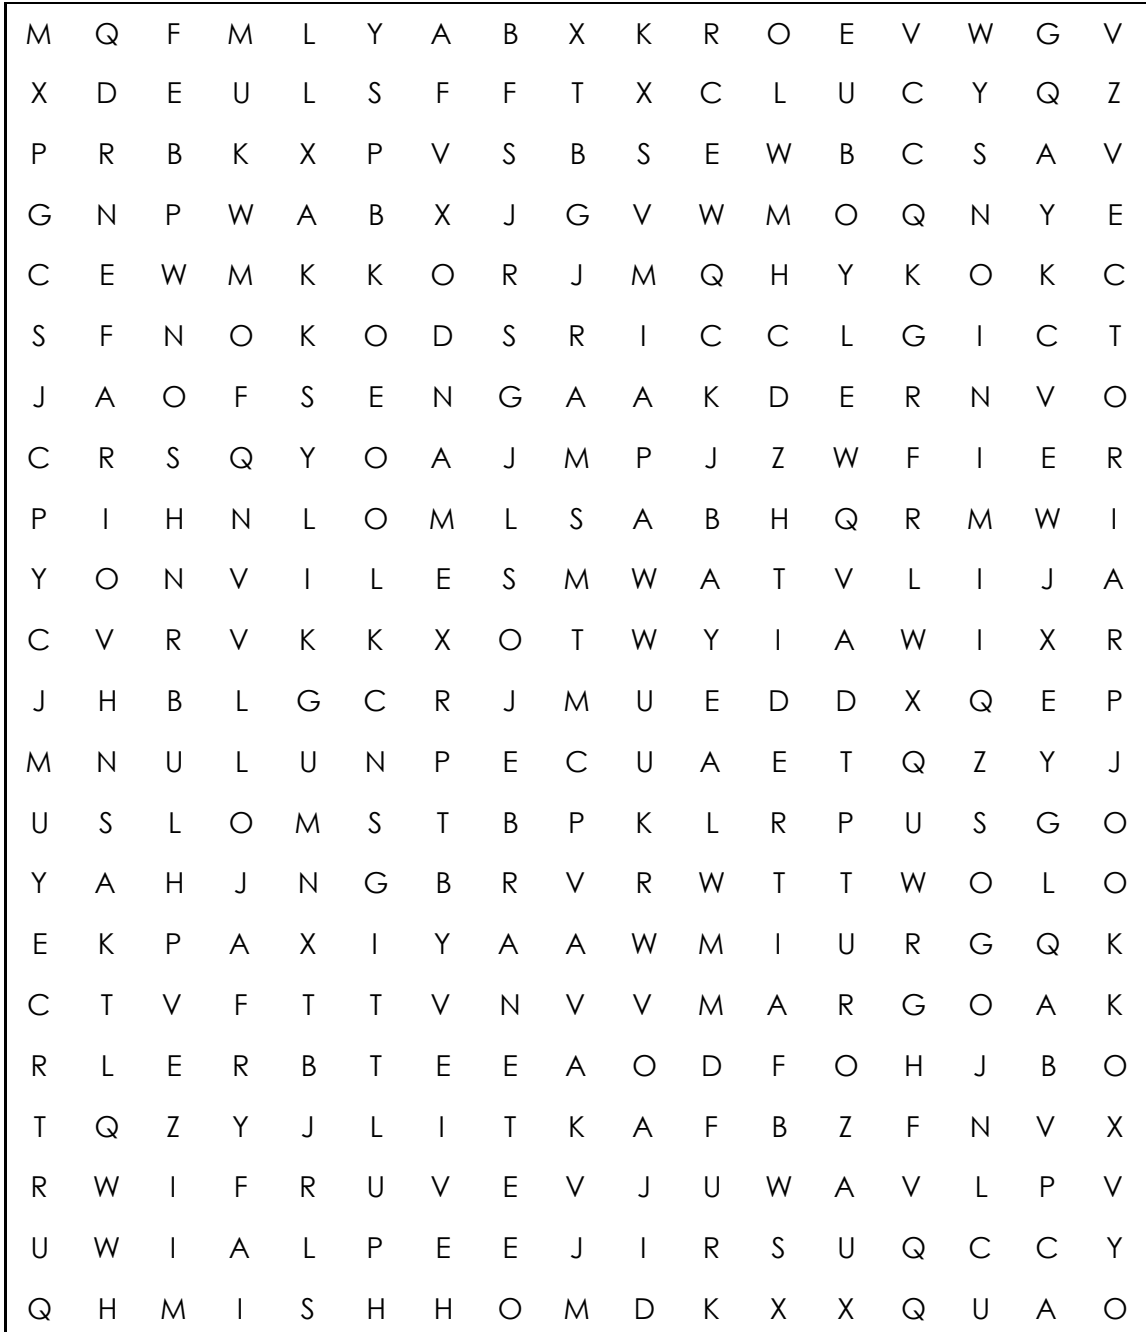 M Q F M L Y A B X K R O E V W G V
X D E U L S F F T X C L U C Y Q Z
P R B K X P V S B S E W B C S A V
G N P W A B X J G V W M O Q N Y E
C E W M K K O R J M Q H Y K O K C
S F N O K O D S R I C C L G I C T
J A O F S E N G A A K D E R N V O
C R S Q Y O A J M P J Z W F I E R
P I H N L O M L S A B H Q R M W I
Y O N V I L E S M W A T V L I J A
C V R V K K X O T W Y I A W I X R
J H B L G C R J M U E D D X Q E P
M N U L U N P E C U A E T Q Z Y J
U S L O M S T B P K L R P U S G O
Y A H J N G B R V R W T T W O L O
E K P A X I Y A A W M I U R G Q K
C T V F T T V N V V M A R G O A K
R L E R B T E E A O D F O H J B O
T Q Z Y J L I T K A F B Z F N V X
R W I F R U V E V J U W A V L P V
U W I A L P E E J I R S U Q C C Y
Q H M I S H H O M D K X X Q U A O